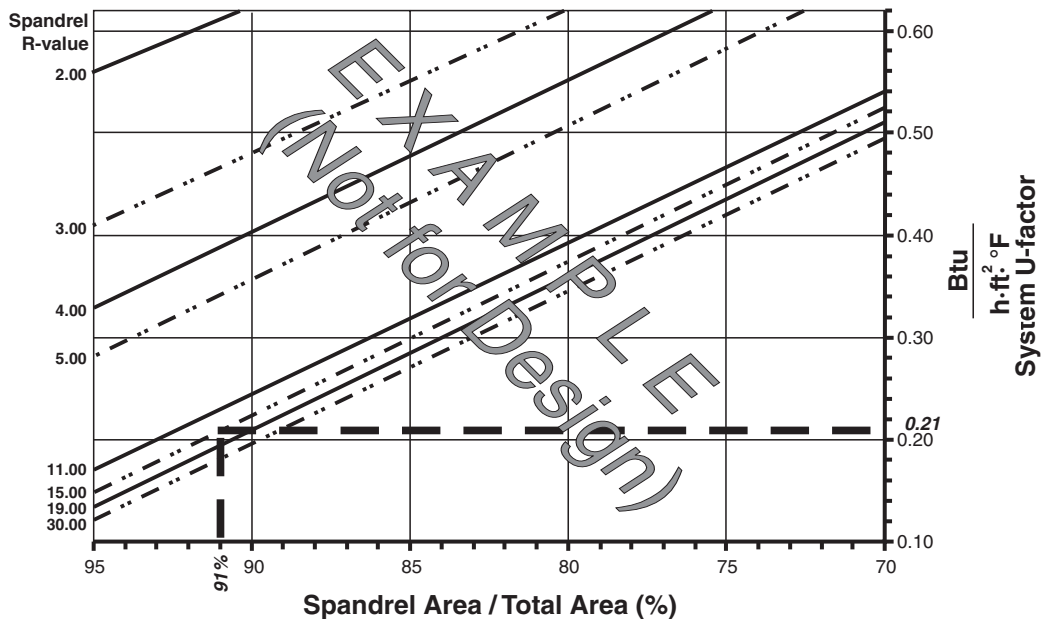 Spandrel
R-value
2.00
3.00
4.00
5.00
11.00
15.00
19.00
30.00
EXAMPLE
(Not for Design)
0.60
0.50
0.40
0.30
0.21
0.20
0.10
Btu
h·ft² °F
System U-factor
95
91%
90
85
80
75
70
Spandrel Area / Total Area (%)